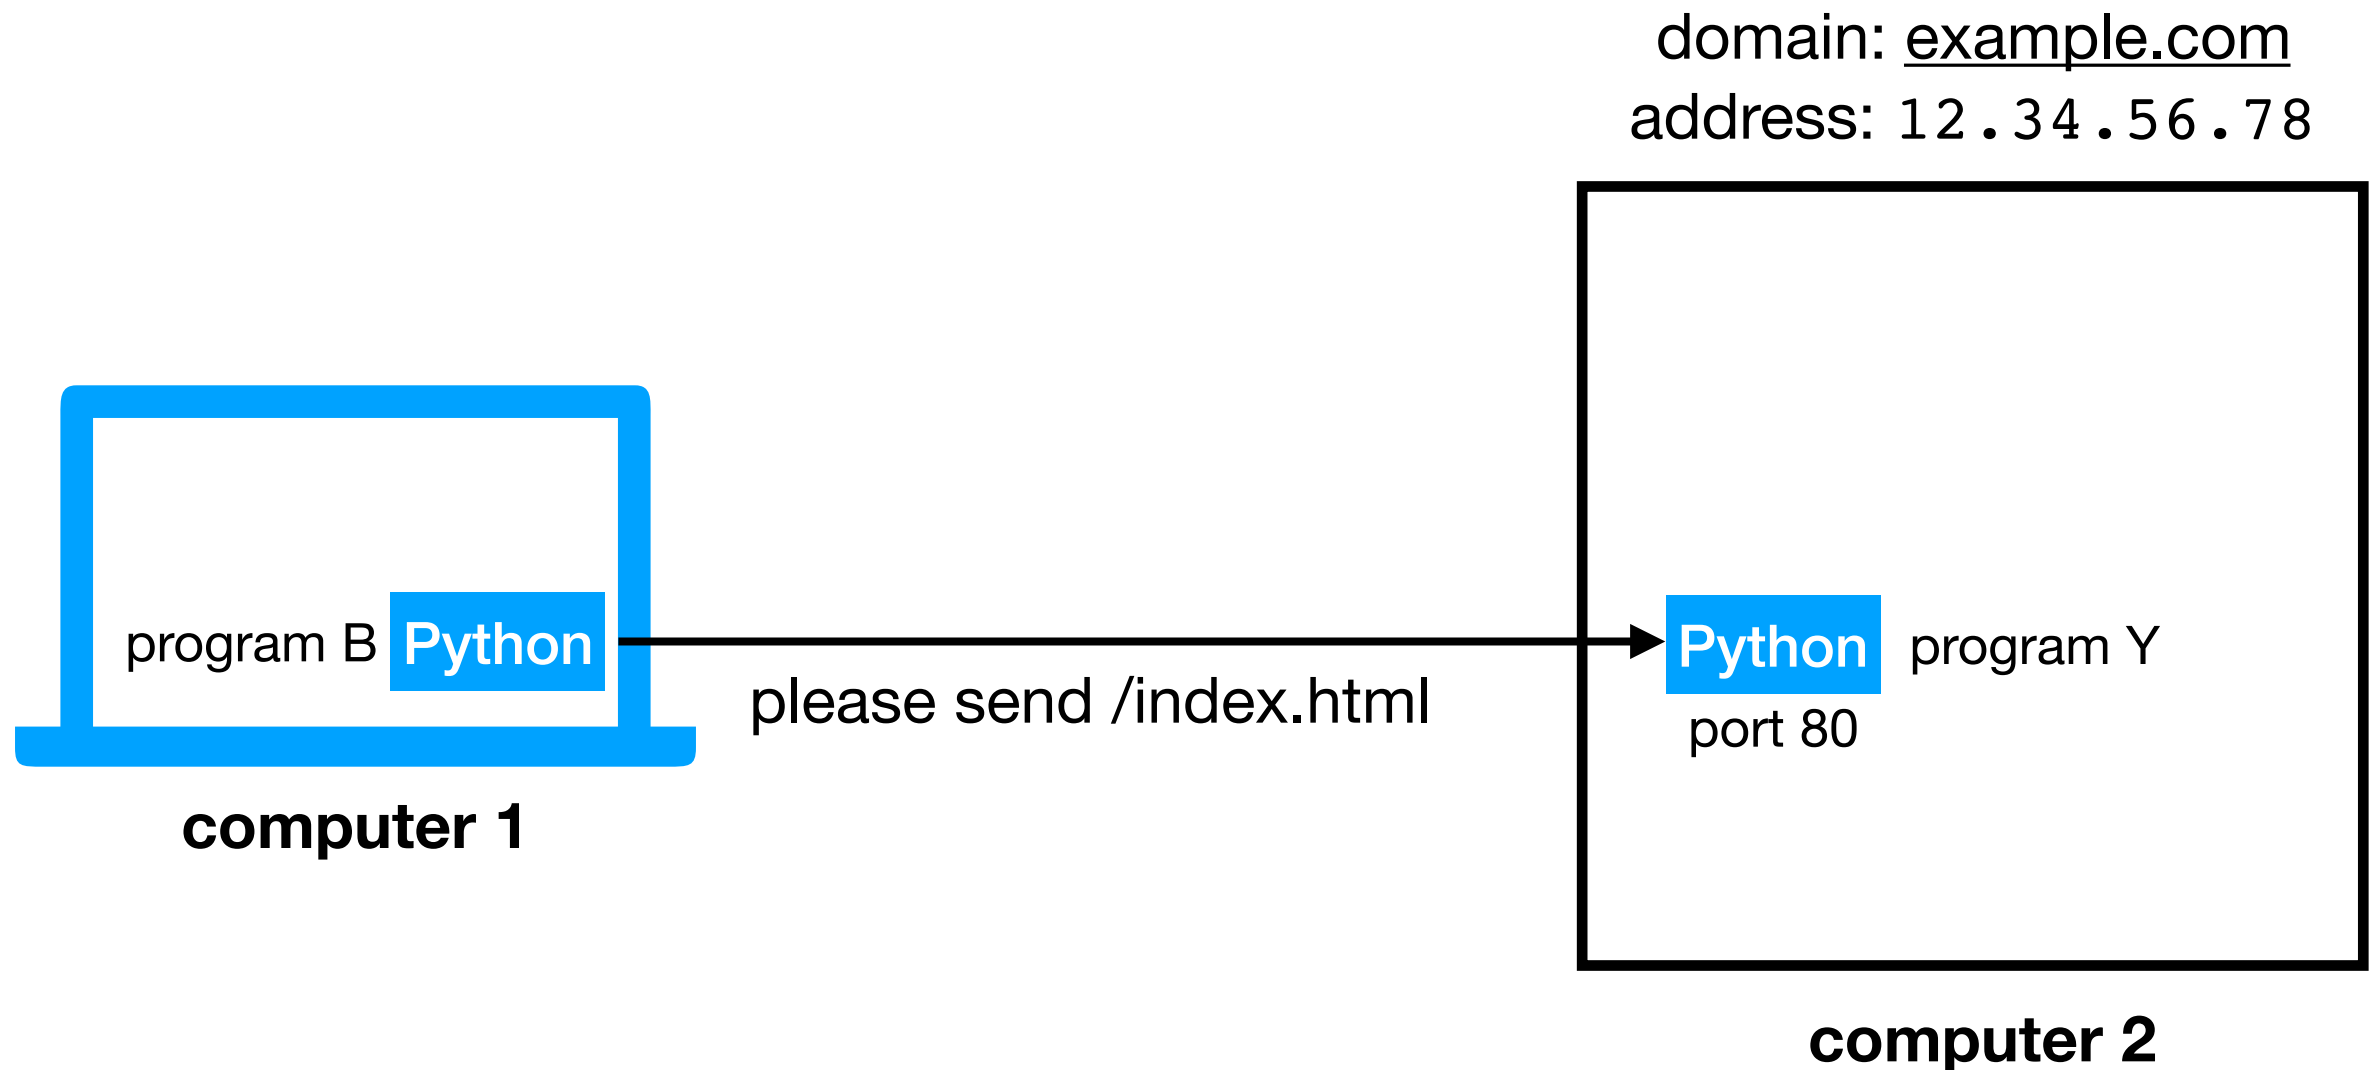 domain: example.com
address: 12.34.56.78
program B Python
please send /index.html
Python program Y
port 80
computer 1
computer 2